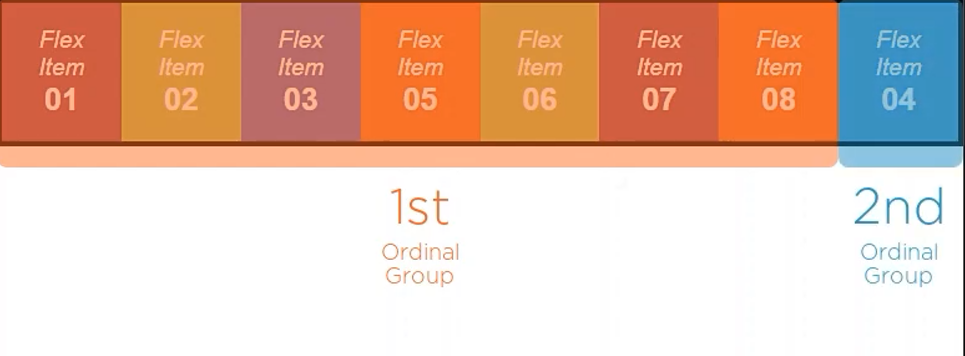 Flex
Item
01
Flex
Item
02
Flex
Item
03
Flex
Item
05
Flex
Item
06
Flex
Item
07
Flex
Item
08
Flex
Item
04
1st
Ordinal
Group
2nd
Ordinal
Group